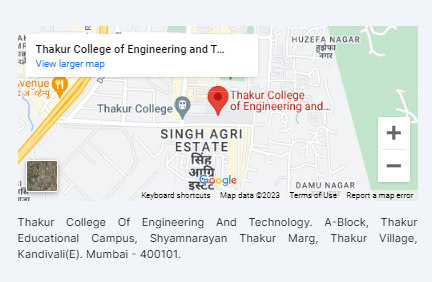 HUZEFA NAGAR
हुझेफा
नगर
Thakur College of Engineering and T...
View larger map
Thakur College
Thakur College
of Engineering and...
SINGH AGRI
ESTATE
सिंह
आग्रि
इस्टेट
DAMU NAGAR
Google
Keyboard shortcuts Map data ©2023 Terms of Use Report a map error
Thakur College Of Engineering And Technology. A-Block, Thakur
Educational Campus, Shyamnarayan Thakur Marg, Thakur Village,
Kandivali(E). Mumbai - 400101.